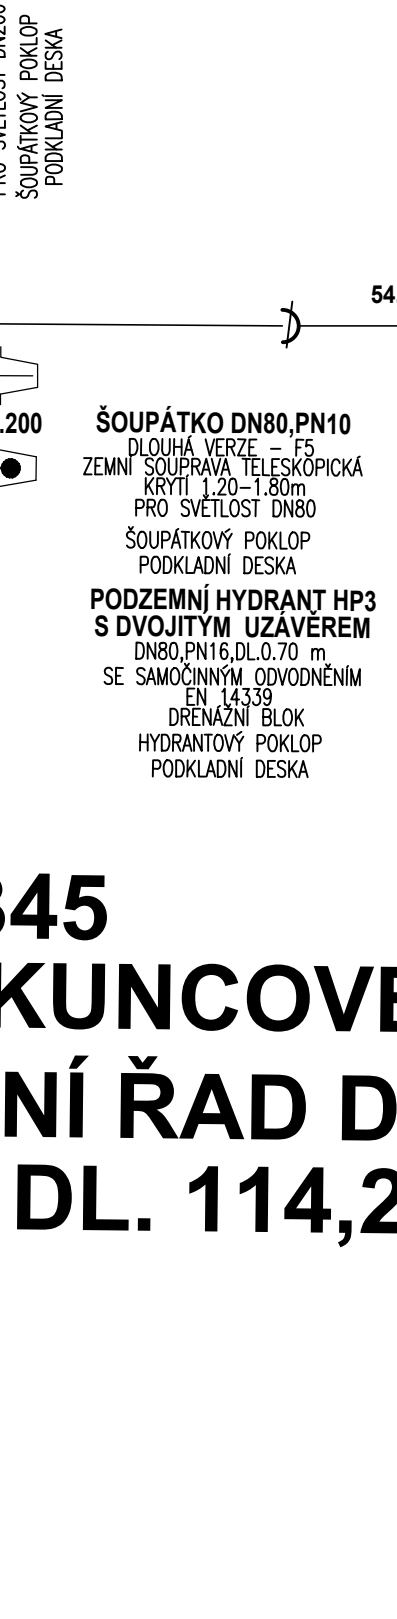 ŠOUPÁTKOVÝ POKLOP
PODKLADNÍ DESKA
54.
.200
ŠOUPÁTKO DN80,PN10
DLOUHÁ VERZE – F5
ZEMNÍ SOUPRAVA TELESKOPICKÁ
KRYTÍ 1.20–1.80m
PRO SVĚTLOST DN80
ŠOUPÁTKOVÝ POKLOP
PODKLADNÍ DESKA
PODZEMNÍ HYDRANT HP3
S DVOJITÝM UZÁVĚREM
DN80,PN16,DL.0.70 m
SE SAMOČINNÝM ODVODNĚNÍM
EN 14339
DRENÁŽNÍ BLOK
HYDRANTOVÝ POKLOP
PODKLADNÍ DESKA
345
KUNCOVE
NÍ ŘAD D
DL. 114,2